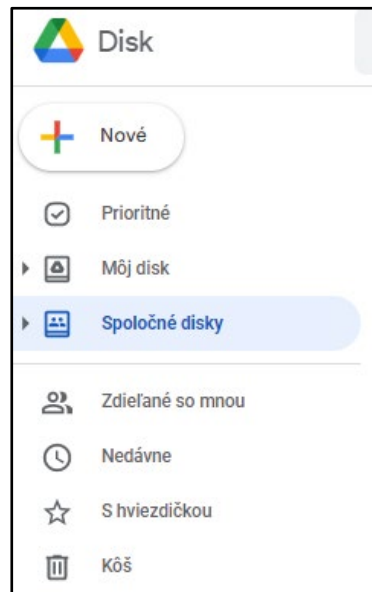 Disk
Nové
Prioritné
Môj disk
Spoločné disky
Zdieľané so mnou
Nedávne
S hviezdičkou
Kôš